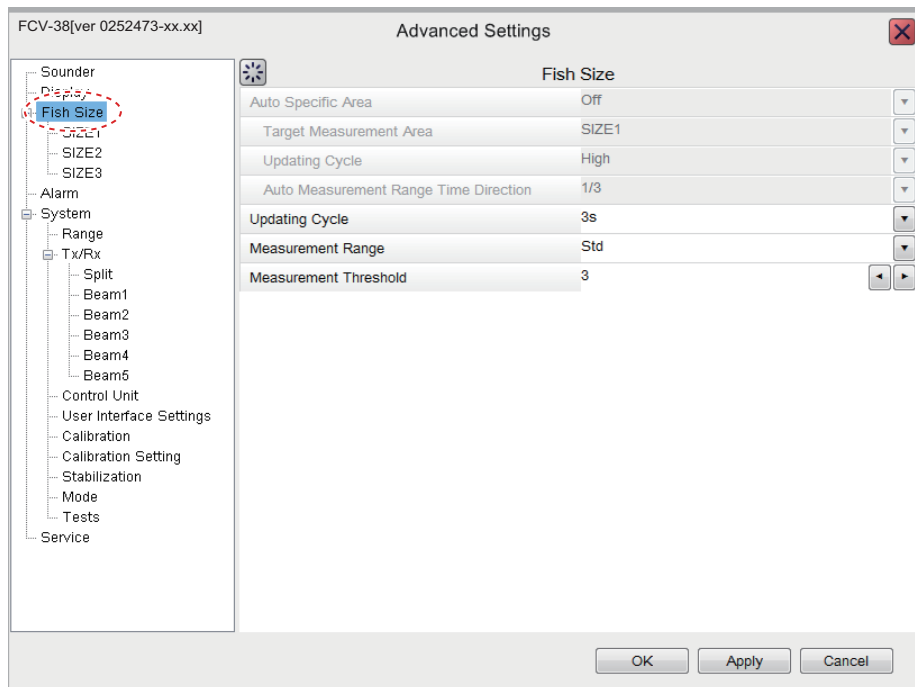 FCV-38[ver 0252473-xx.xx]
Advanced Settings
Sounder
Display
Fish Size
SIZE1
SIZE2
SIZE3
Alarm
System
Range
Tx/Rx
Split
Beam1
Beam2
Beam3
Beam4
Beam5
Control Unit
User Interface Settings
Calibration
Calibration Setting
Stabilization
Mode
Tests
Service
Fish Size
Auto Specific Area Off
Target Measurement Area SIZE1
Updating Cycle High
Auto Measurement Range Time Direction 1/3
Updating Cycle 3s
Measurement Range Std
Measurement Threshold 3
OK Apply Cancel